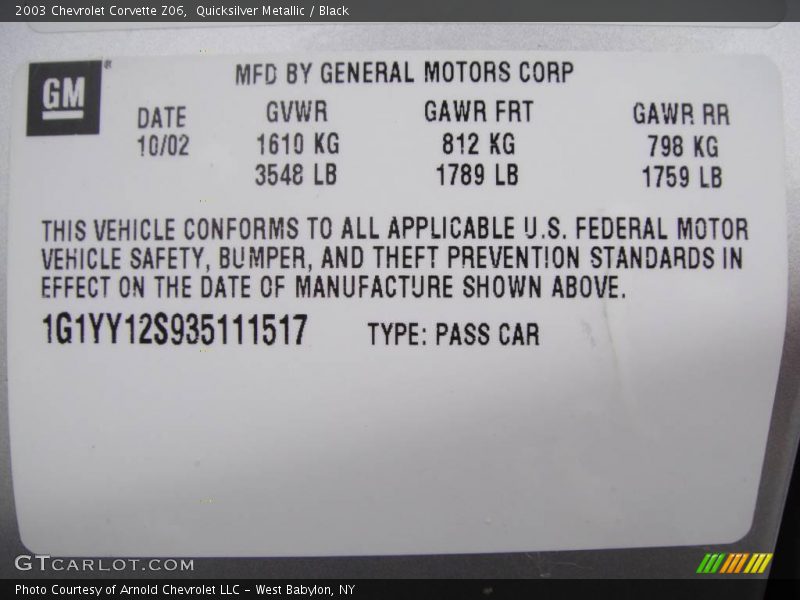 2003 Chevrolet Corvette Z06,  Quicksilver Metallic / Black
GM®
MFD BY GENERAL MOTORS CORP
DATE GVWR GAWR FRT GAWR RR
10/02 1610 KG 812 KG 798 KG
3548 LB 1789 LB 1759 LB
THIS VEHICLE CONFORMS TO ALL APPLICABLE U.S. FEDERAL MOTOR
VEHICLE SAFETY, BUMPER, AND THEFT PREVENTION STANDARDS IN
EFFECT ON THE DATE OF MANUFACTURE SHOWN ABOVE.
1G1YY12S935111517 TYPE: PASS CAR
GTCARLOT.COM
Photo Courtesy of Arnold Chevrolet LLC – West Babylon, NY